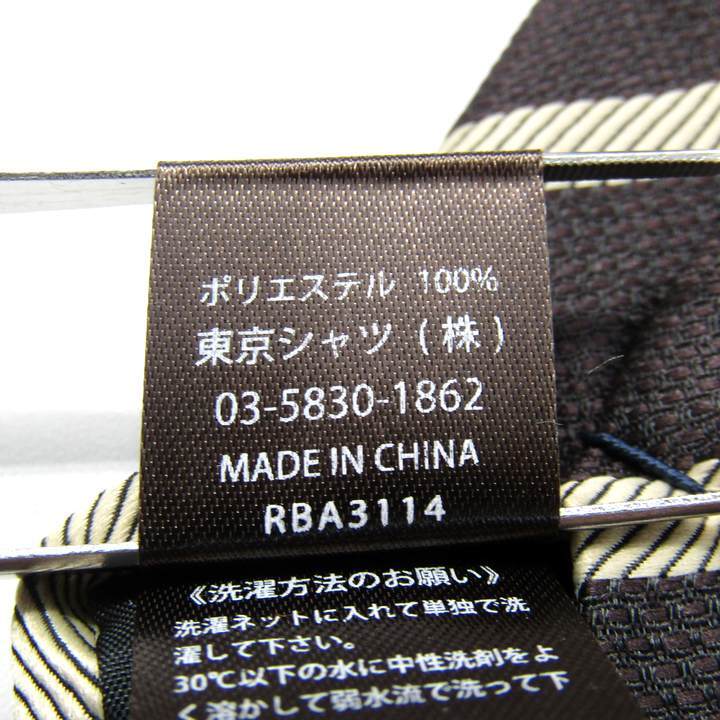 ポリエステル 100%
東京シャツ (株)
03-5830-1862
MADE IN CHINA
RBA3114
《洗濯方法のお願い》
洗濯ネットに入れて単独で洗
濯して下さい。
30℃以下の水に中性洗剤をよ
く溶かして弱水流で洗って下